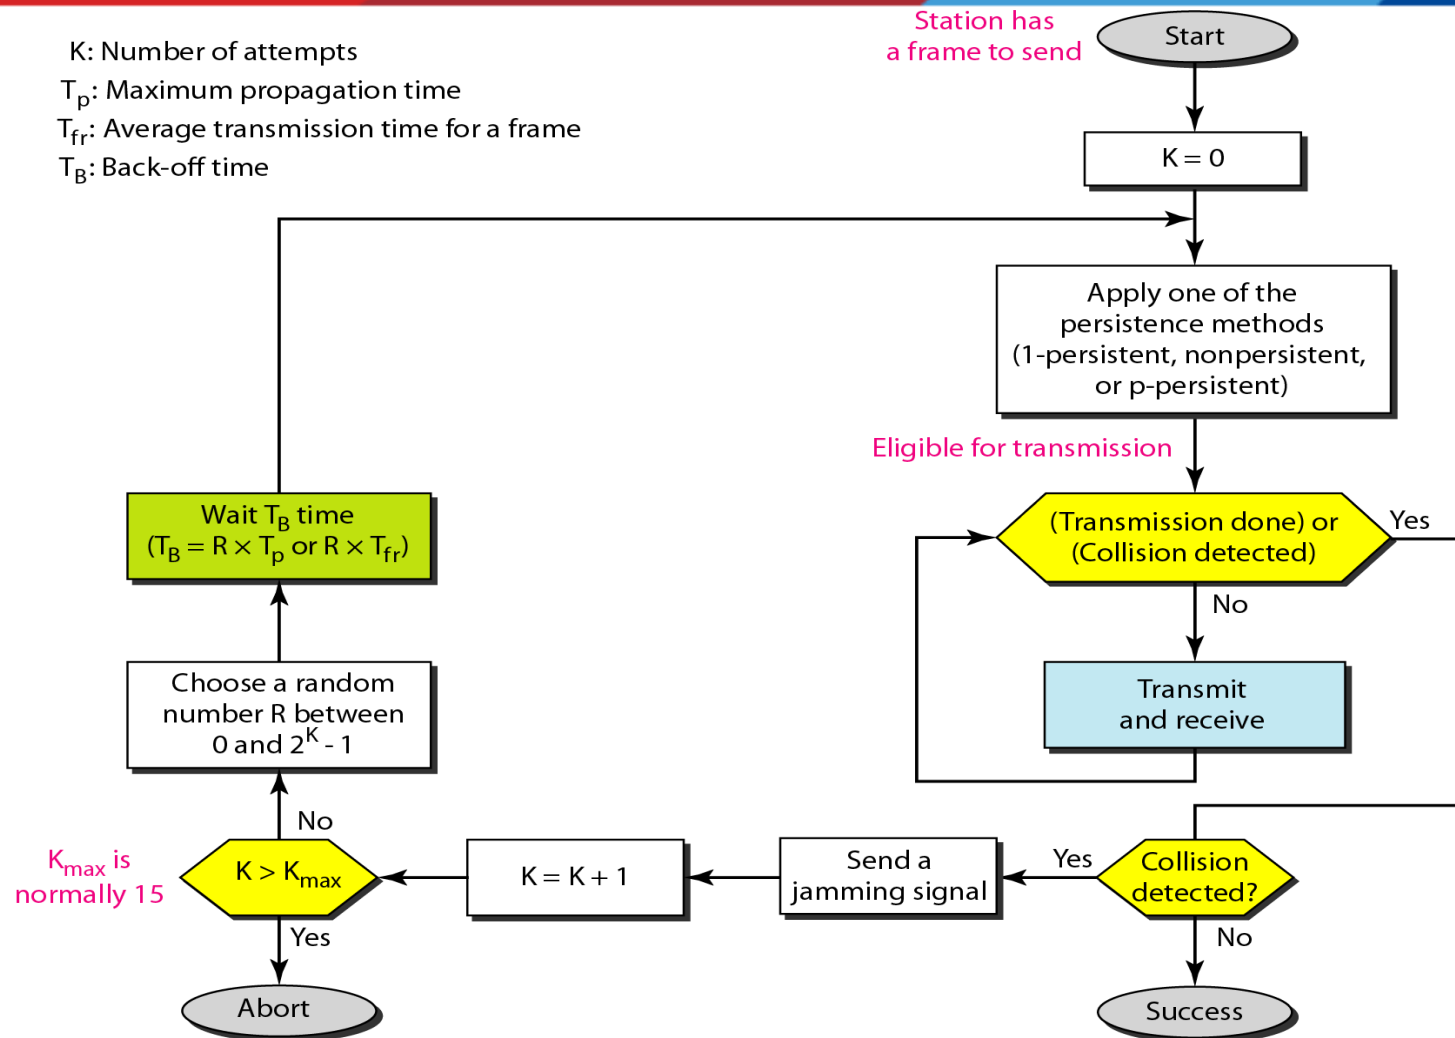 K: Number of attempts
Tp: Maximum propagation time
Tfr: Average transmission time for a frame
TB: Back-off time
Station has
a frame to send
Start
K = 0
Apply one of the
persistence methods
(1-persistent, nonpersistent,
or p-persistent)
Eligible for transmission
(Transmission done) or
(Collision detected)
Yes
No
Transmit
and receive
Collision
detected?
Yes
No
Success
Send a
jamming signal
K = K + 1
K > Kmax
Kmax is
normally 15
Yes
Abort
No
Choose a random
number R between
0 and 2^K - 1
Wait TB time
(TB = R × Tp or R × Tfr)